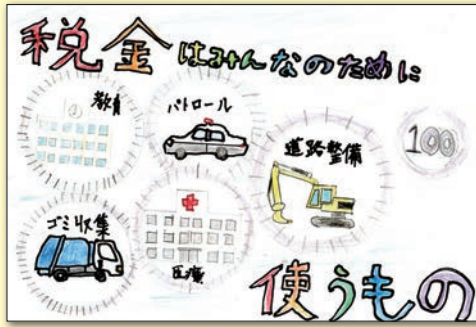 税金はみんなのために
教育
パトロール
道路整備
100
ゴミ収集
医療
使うもの